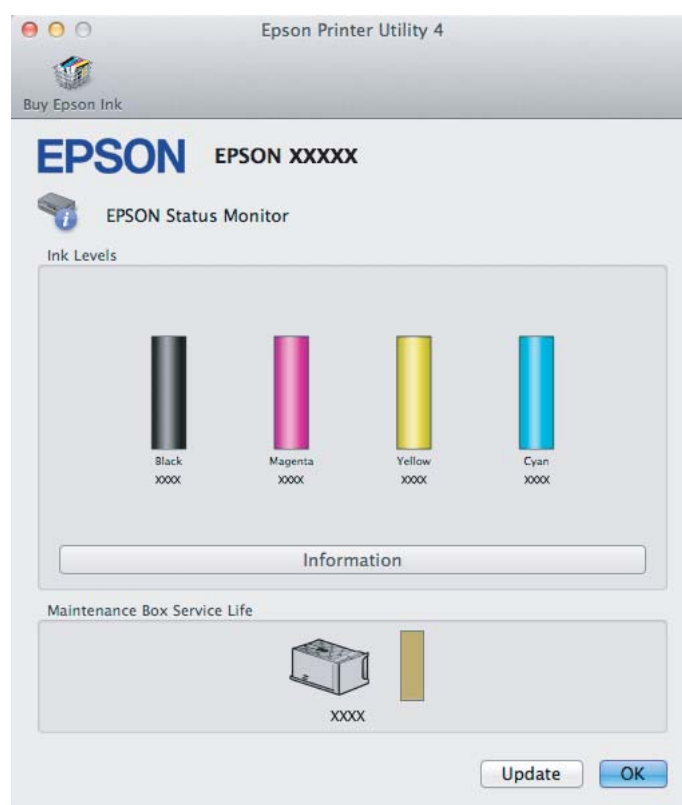 Epson Printer Utility 4
Buy Epson Ink
EPSON EPSON XXXXX
EPSON Status Monitor
Ink Levels
Black Magenta Yellow Cyan
XXXX XXXX XXXX XXXX
Information
Maintenance Box Service Life
XXXX
Update OK